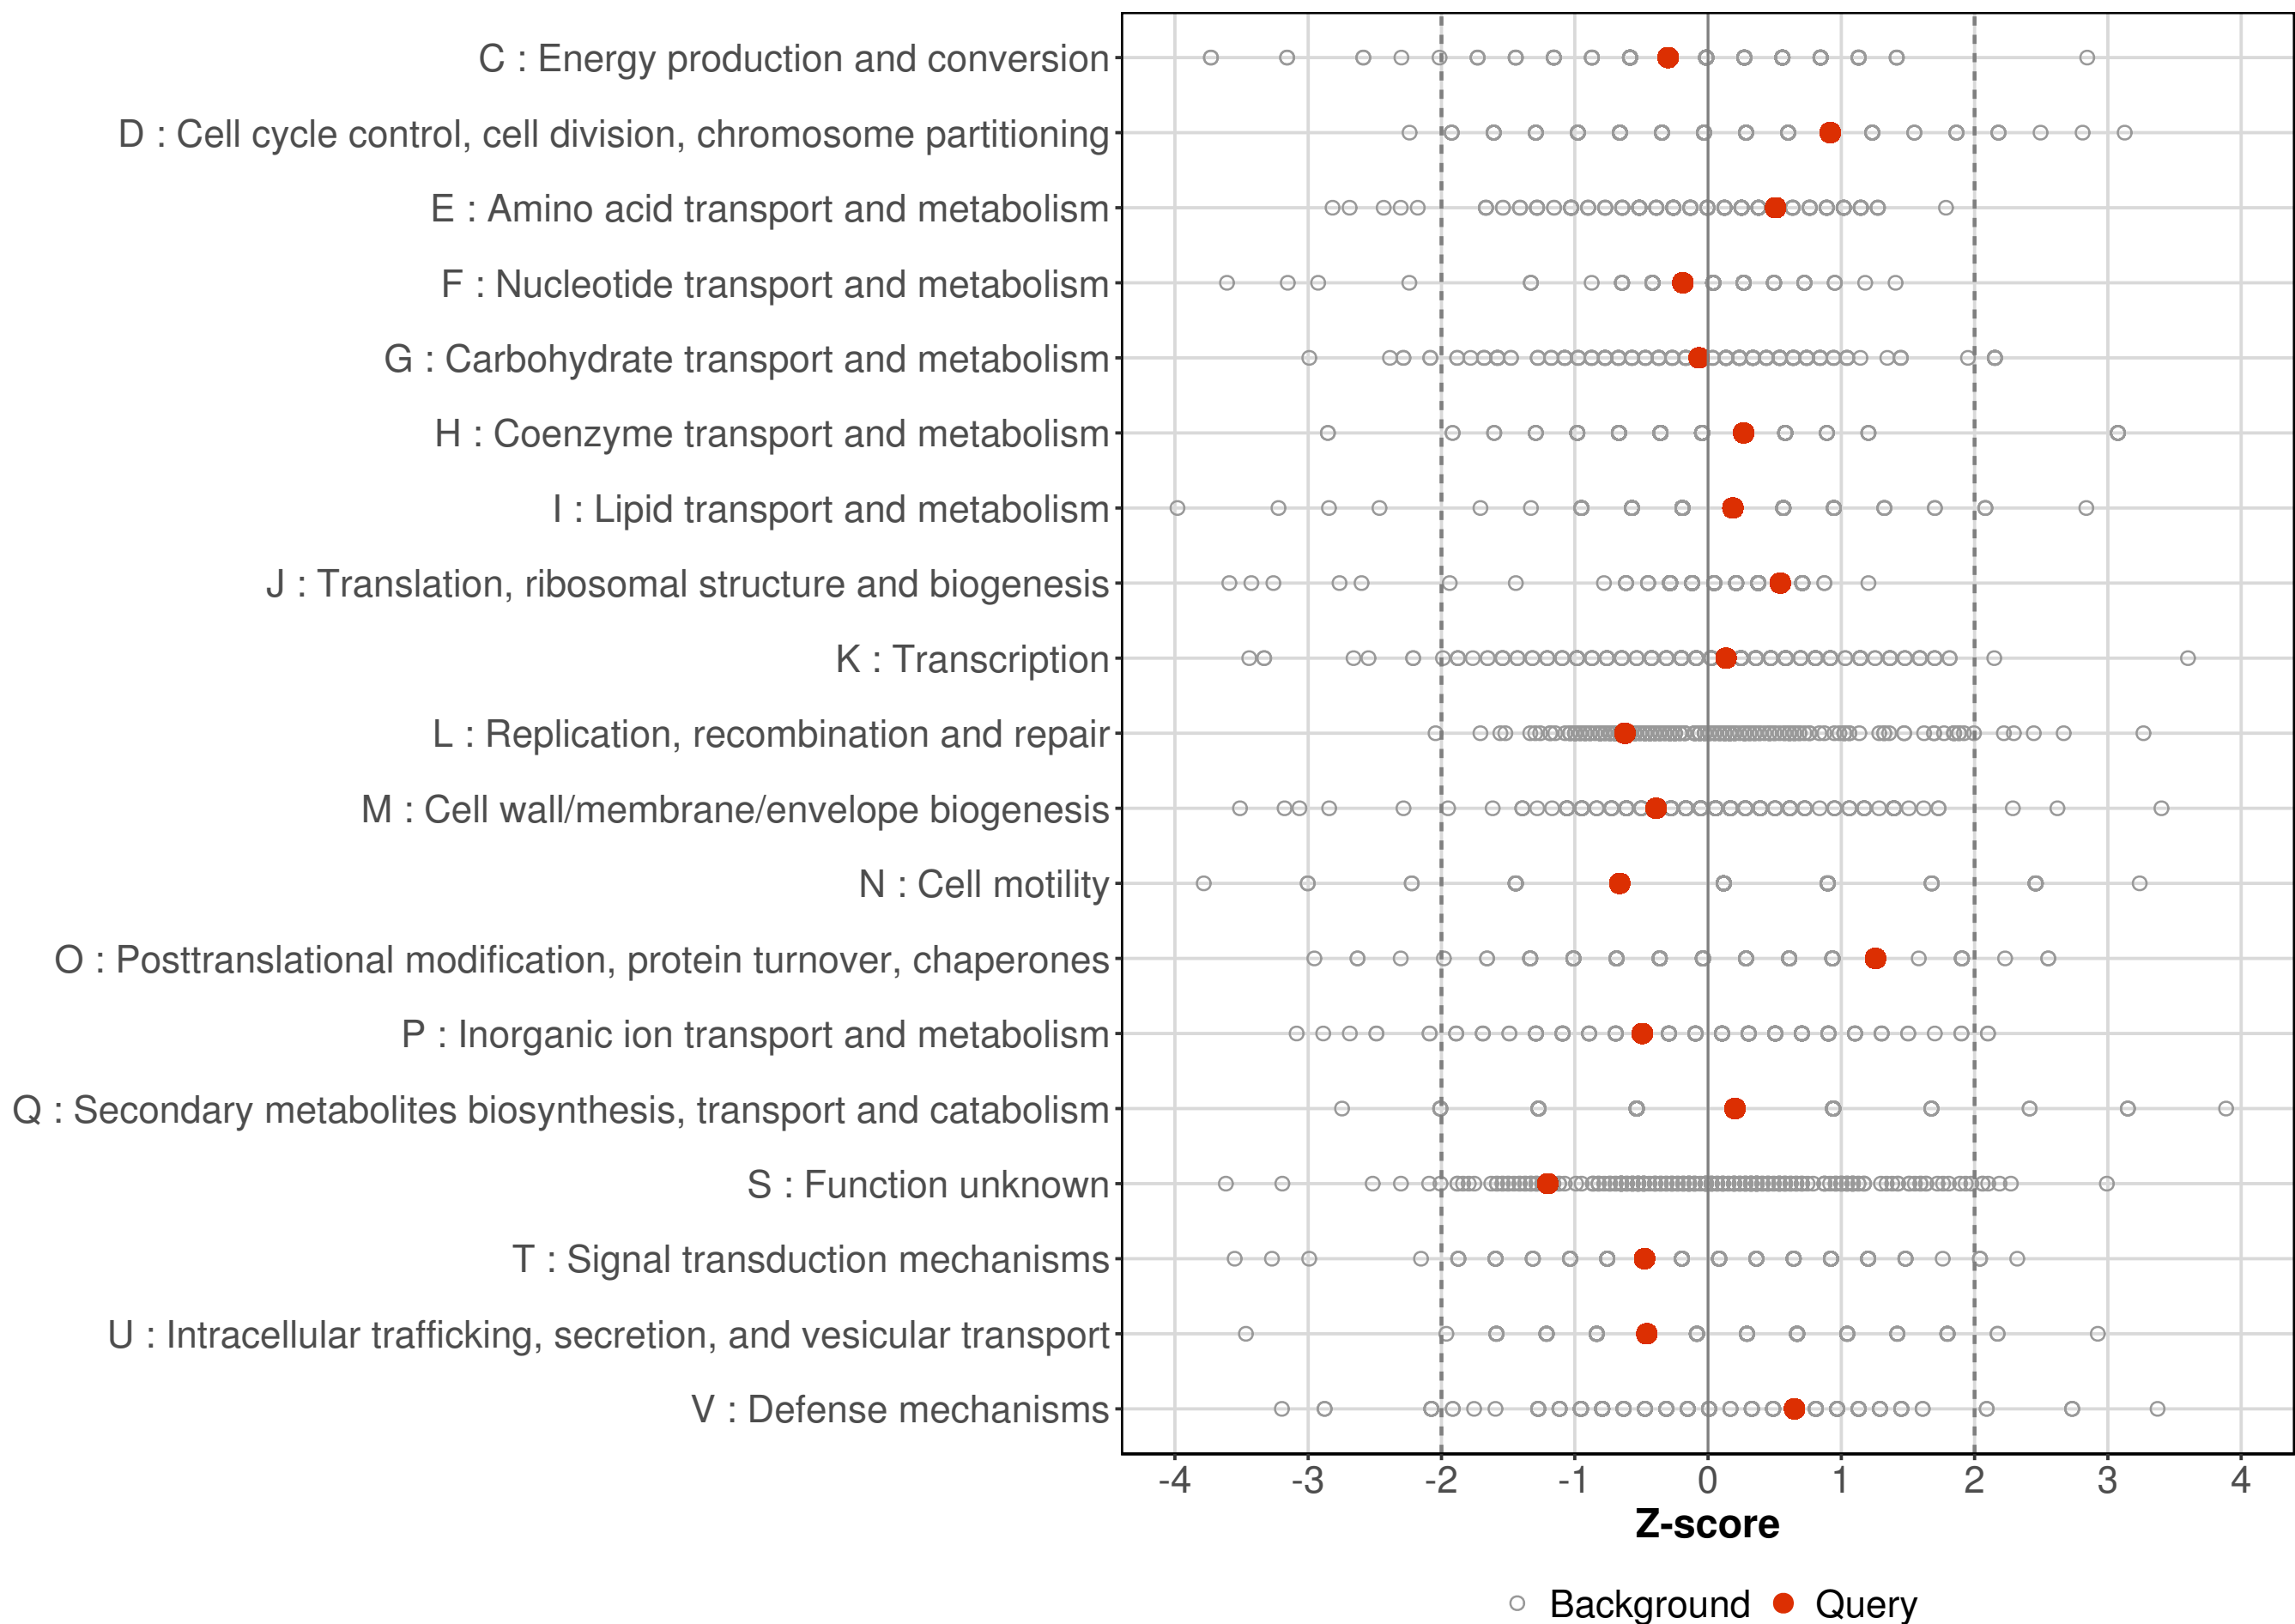 C : Energy production and conversion
D : Cell cycle control, cell division, chromosome partitioning
E : Amino acid transport and metabolism
F : Nucleotide transport and metabolism
G : Carbohydrate transport and metabolism
H : Coenzyme transport and metabolism
I : Lipid transport and metabolism
J : Translation, ribosomal structure and biogenesis
K : Transcription
L : Replication, recombination and repair
M : Cell wall/membrane/envelope biogenesis
N : Cell motility
O : Posttranslational modification, protein turnover, chaperones
P : Inorganic ion transport and metabolism
Q : Secondary metabolites biosynthesis, transport and catabolism
S : Function unknown
T : Signal transduction mechanisms
U : Intracellular trafficking, secretion, and vesicular transport
V : Defense mechanisms
-4 -3 -2 -1 0 1 2 3 4
Z-score
Background Query